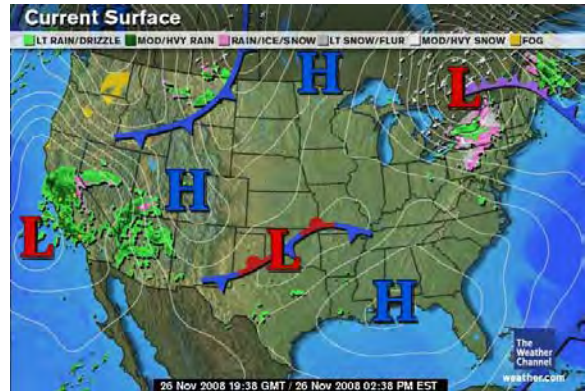 Current Surface
LT RAIN/DRIZZLE MOD/HVY RAIN RAIN/ICE/SNOW LT SNOW/FLUR MOD/HVY SNOW FOG
H
L
H
L
L
H
The
Weather
Channel
weather.com
26 Nov 2008 19:38 GMT / 26 Nov 2008 02:38 PM EST